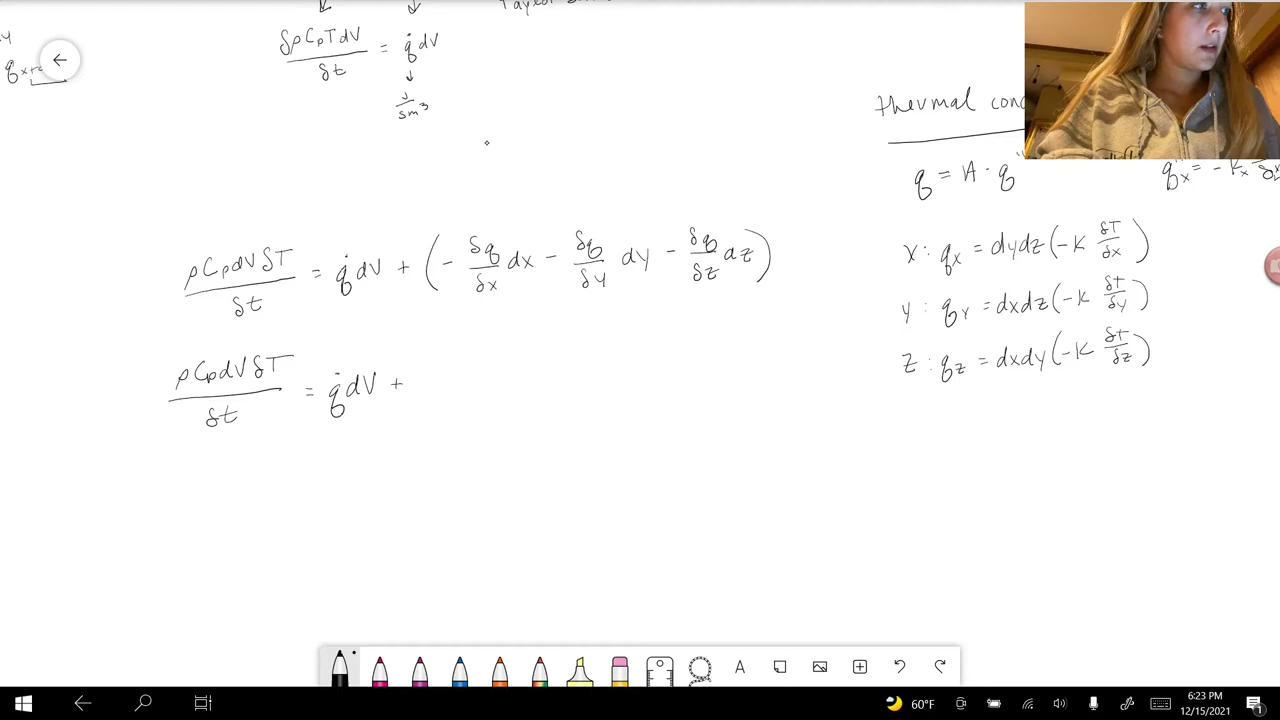 δρCpTdV / δt = q̇ dV
J / sm³
thermal
q = A · q"
q"x = -Kx
ρCpdVδT / δt = q̇ dV + (- δq/δx dx - δq/δy dy - δq/δz dz)
x: qx = dydz(-K δT/δx)
y: qy = dxdz(-K δt/δy)
z: qz = dxdy(-K δT/δz)
ρCpdVδT / δt = q̇ dV +
A
60°F
6:23 PM
12/15/2021
1